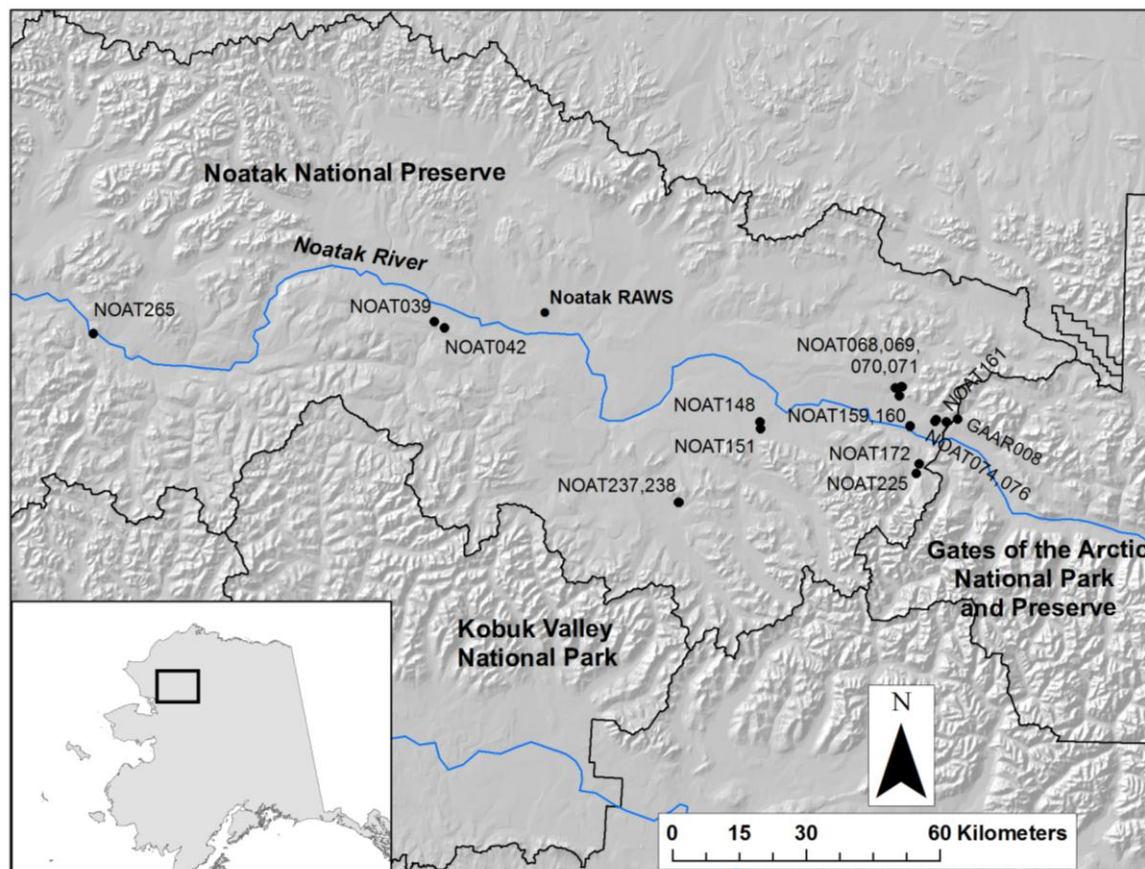 Noatak National Preserve
Noatak River
NOAT265
NOAT039
NOAT042
Noatak RAWS
NOAT068,069,
070,071
NOAT161
NOAT148
NOAT151
NOAT159,160
GAAR008
NOAT172
NOAT074,076
NOAT225
NOAT237,238
Gates of the Arctic
National Park
and Preserve
Kobuk Valley
National Park
N
0 15 30 60 Kilometers